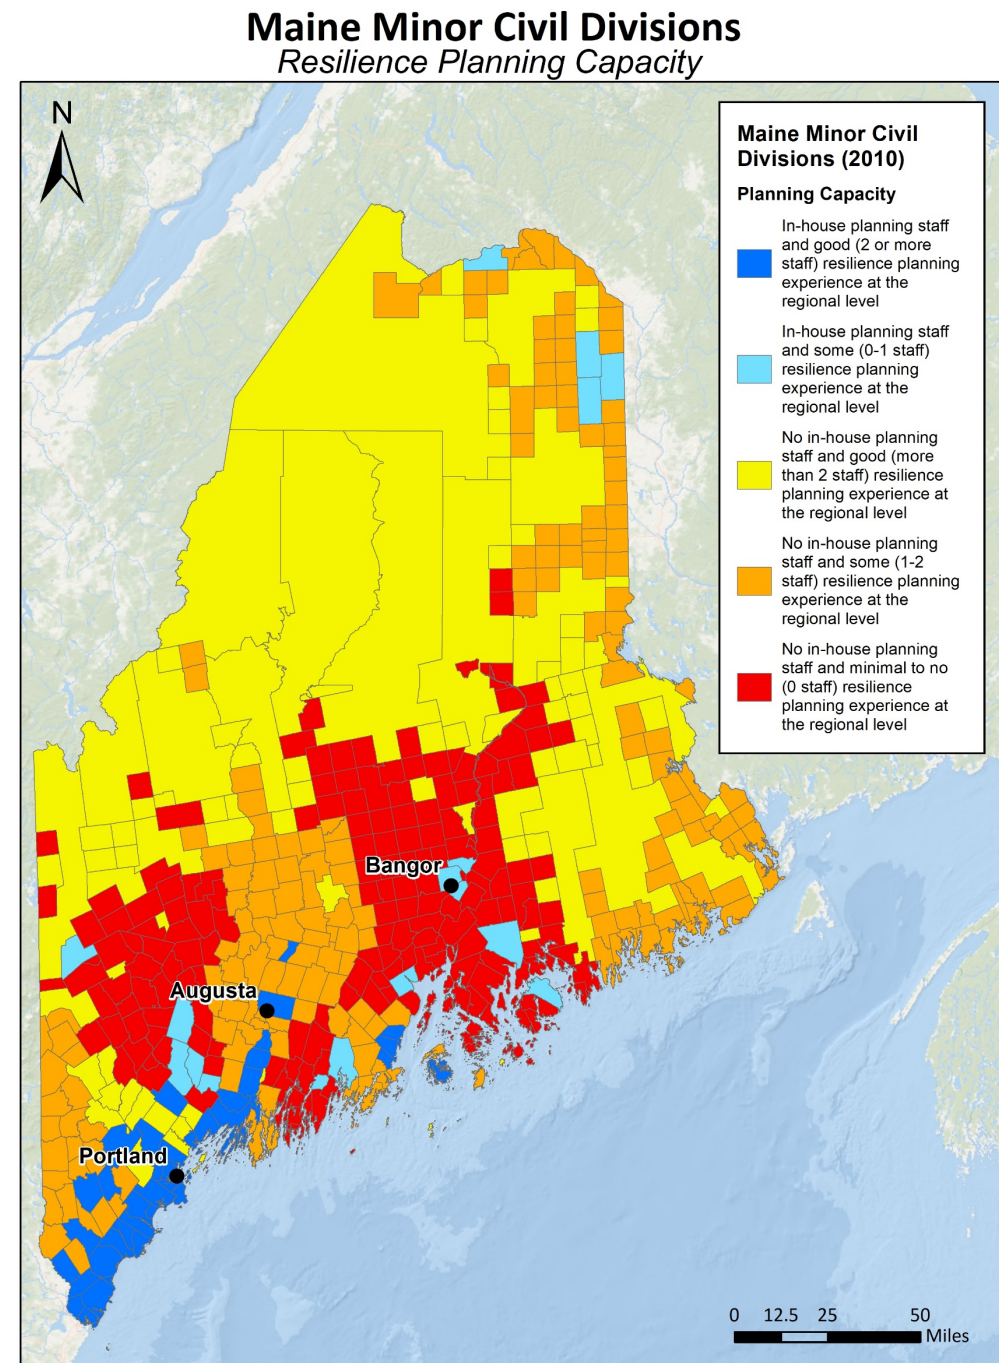 Maine Minor Civil Divisions
Resilience Planning Capacity
N
Maine Minor Civil
Divisions (2010)
Planning Capacity
In-house planning staff
and good (2 or more
staff) resilience planning
experience at the
regional level
In-house planning staff
and some (0-1 staff)
resilience planning
experience at the
regional level
No in-house planning
staff and good (more
than 2 staff) resilience
planning experience at
the regional level
No in-house planning
staff and some (1-2
staff) resilience planning
experience at the
regional level
No in-house planning
staff and minimal to no
(0 staff) resilience
planning experience at
the regional level
Bangor
Augusta
Portland
0 12.5 25 50
Miles